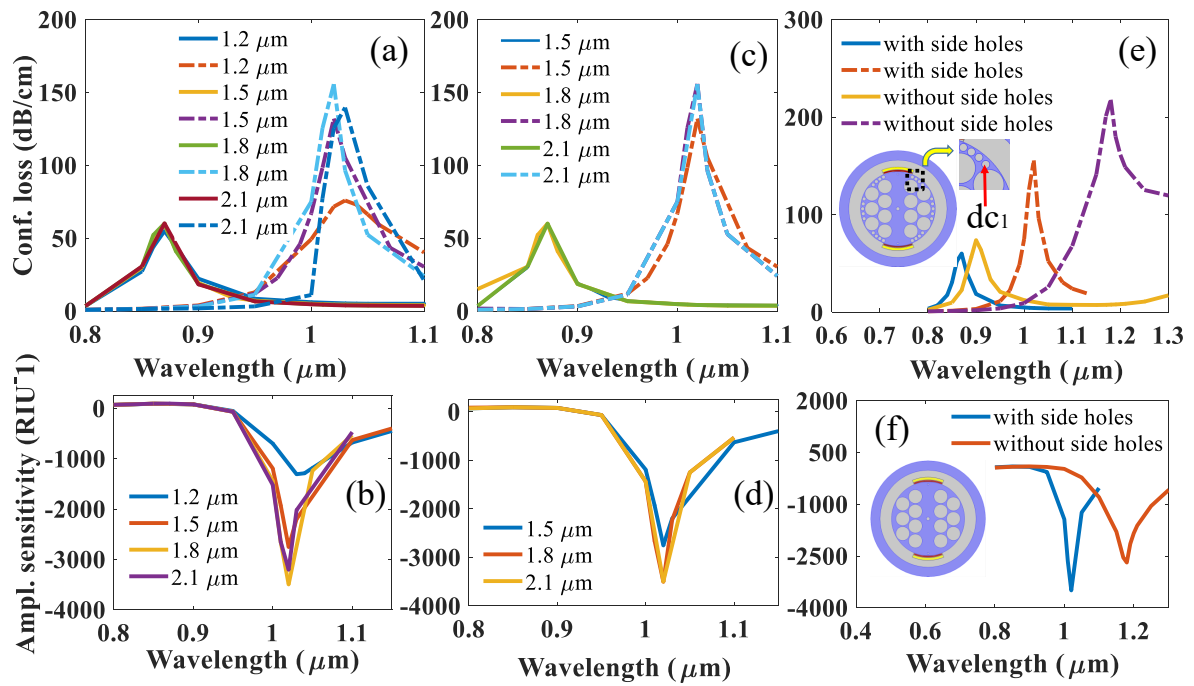 Conf. loss (dB/cm)
200
150
100
50
0
(a)
1.2 μm
1.2 μm
1.5 μm
1.5 μm
1.8 μm
1.8 μm
2.1 μm
2.1 μm
0.8 0.9 1 1.1
Wavelength ( μm)
200
150
100
50
0
(c)
1.5 μm
1.5 μm
1.8 μm
1.8 μm
2.1 μm
2.1 μm
0.8 0.9 1 1.1
Wavelength ( μm)
300
200
100
0
(e)
with side holes
with side holes
without side holes
without side holes
dc1
0.6 0.7 0.8 0.9 1 1.1 1.2 1.3
Wavelength ( μm)
Ampl. sensitivity (RIU-1)
0
-1000
-2000
-3000
-4000
(b)
1.2 μm
1.5 μm
1.8 μm
2.1 μm
0.8 0.9 1 1.1
Wavelength ( μm)
0
-1000
-2000
-3000
-4000
(d)
1.5 μm
1.8 μm
2.1 μm
0.8 0.9 1 1.1
Wavelength ( μm)
2000
500
-1000
-2500
-4000
(f)
with side holes
without side holes
0.4 0.6 0.8 1 1.2
Wavelength ( μm)